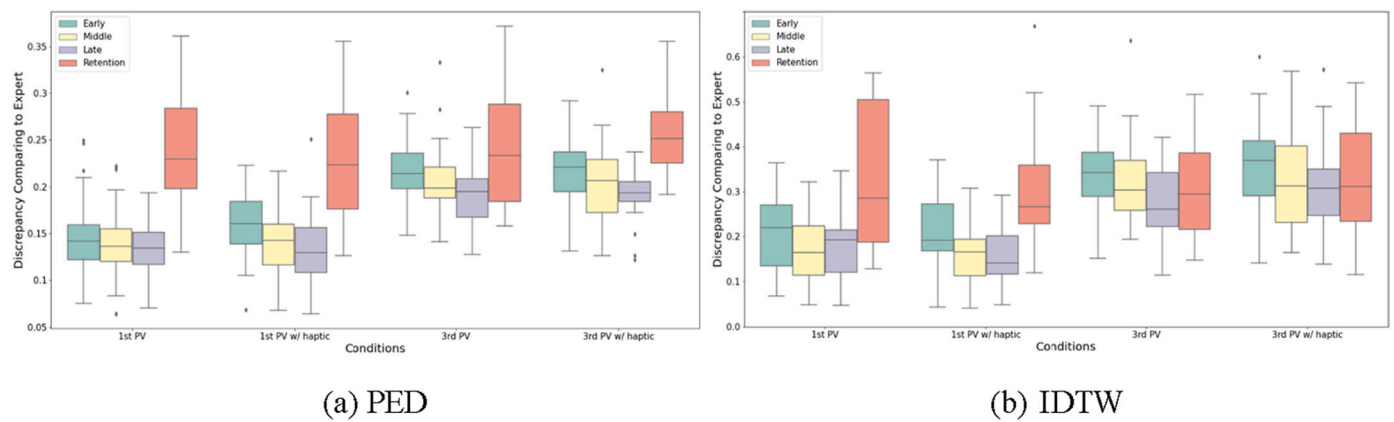 Discrepancy Comparing to Expert
0.35
0.3
0.25
0.2
0.15
0.1
0.05
Early
Middle
Late
Retention
1st PV
1st PV w/ haptic
3rd PV
3rd PV w/ haptic
Conditions
(a) PED
Discrepancy Comparing to Expert
0.6
0.5
0.4
0.3
0.2
0.1
0.0
Early
Middle
Late
Retention
1st PV
1st PV w/ haptic
3rd PV
3rd PV w/ haptic
Conditions
(b) IDTW